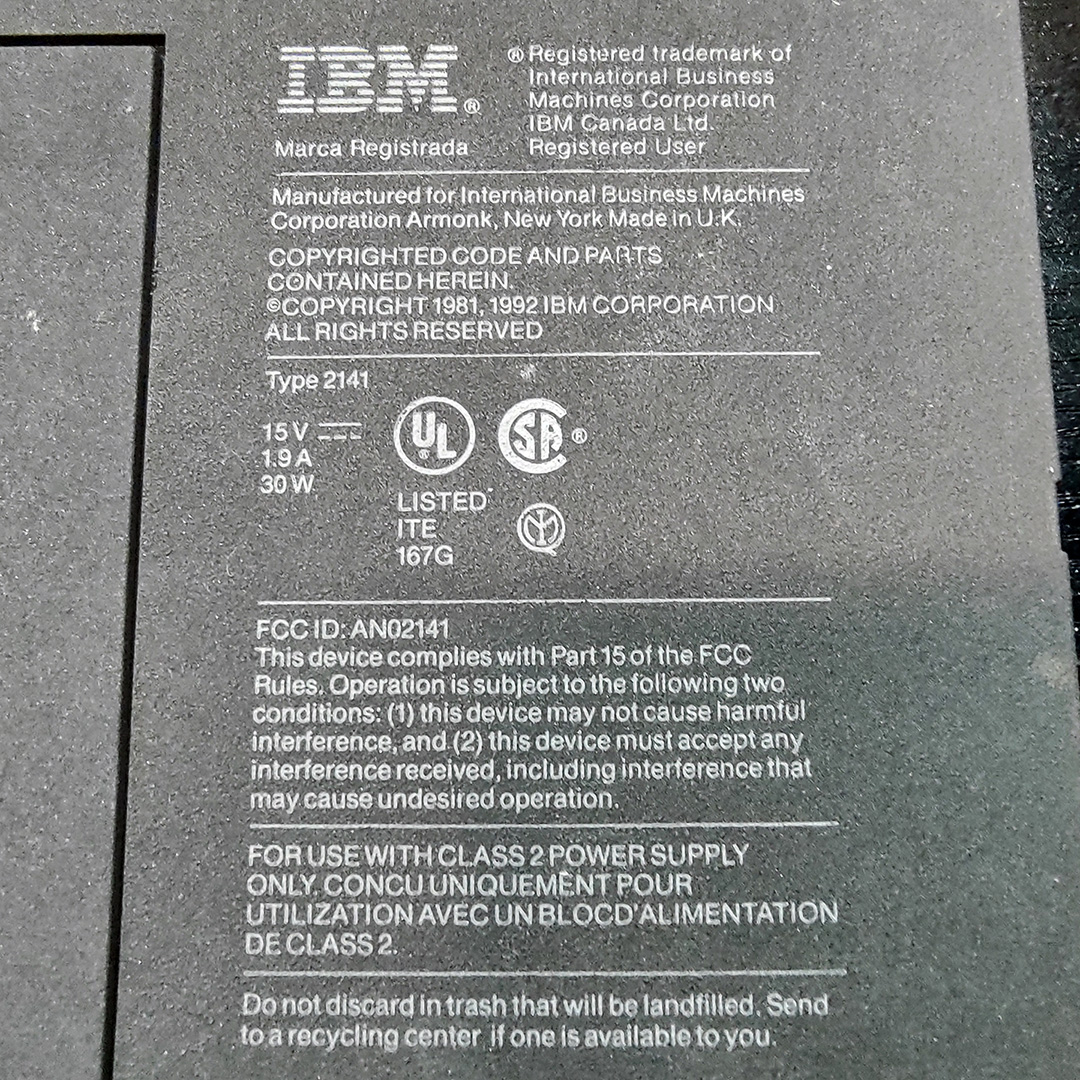 IBM®
Marca Registrada
® Registered trademark of
International Business
Machines Corporation
IBM Canada Ltd.
Registered User
Manufactured for International Business Machines
Corporation Armonk, New York Made in U.K.
COPYRIGHTED CODE AND PARTS
CONTAINED HEREIN.
©COPYRIGHT 1981, 1992 IBM CORPORATION
ALL RIGHTS RESERVED
Type 2141
15 V
1.9 A
30 W
UL®
LISTED
ITE
167G
SA®
FCC ID: AN02141
This device complies with Part 15 of the FCC
Rules. Operation is subject to the following two
conditions: (1) this device may not cause harmful
interference, and (2) this device must accept any
interference received, including interference that
may cause undesired operation.
FOR USE WITH CLASS 2 POWER SUPPLY
ONLY. CONCU UNIQUEMENT POUR
UTILIZATION AVEC UN BLOC D'ALIMENTATION
DE CLASS 2.
Do not discard in trash that will be landfilled. Send
to a recycling center if one is available to you.